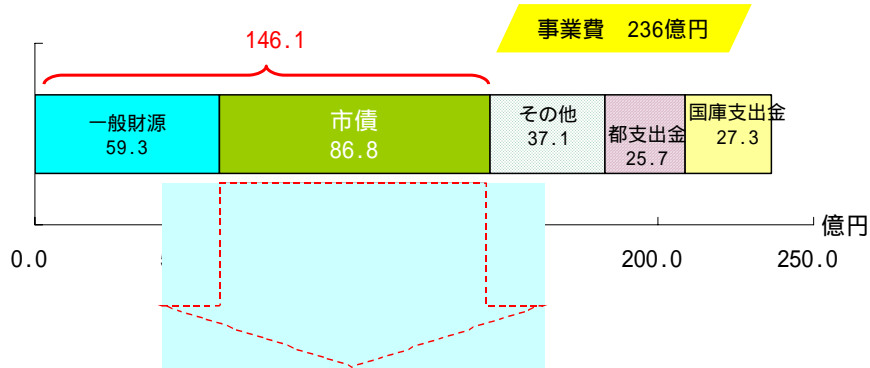 146.1
事業費　236億円
一般財源
59.3
市債
86.8
その他
37.1
都支出金
25.7
国庫支出金
27.3
億円
0.0
200.0
250.0